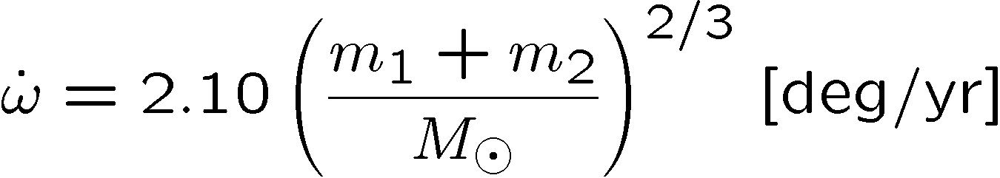 ω̇ = 2.10 (m₁ + m₂ / M☉)^2/3 [deg/yr]